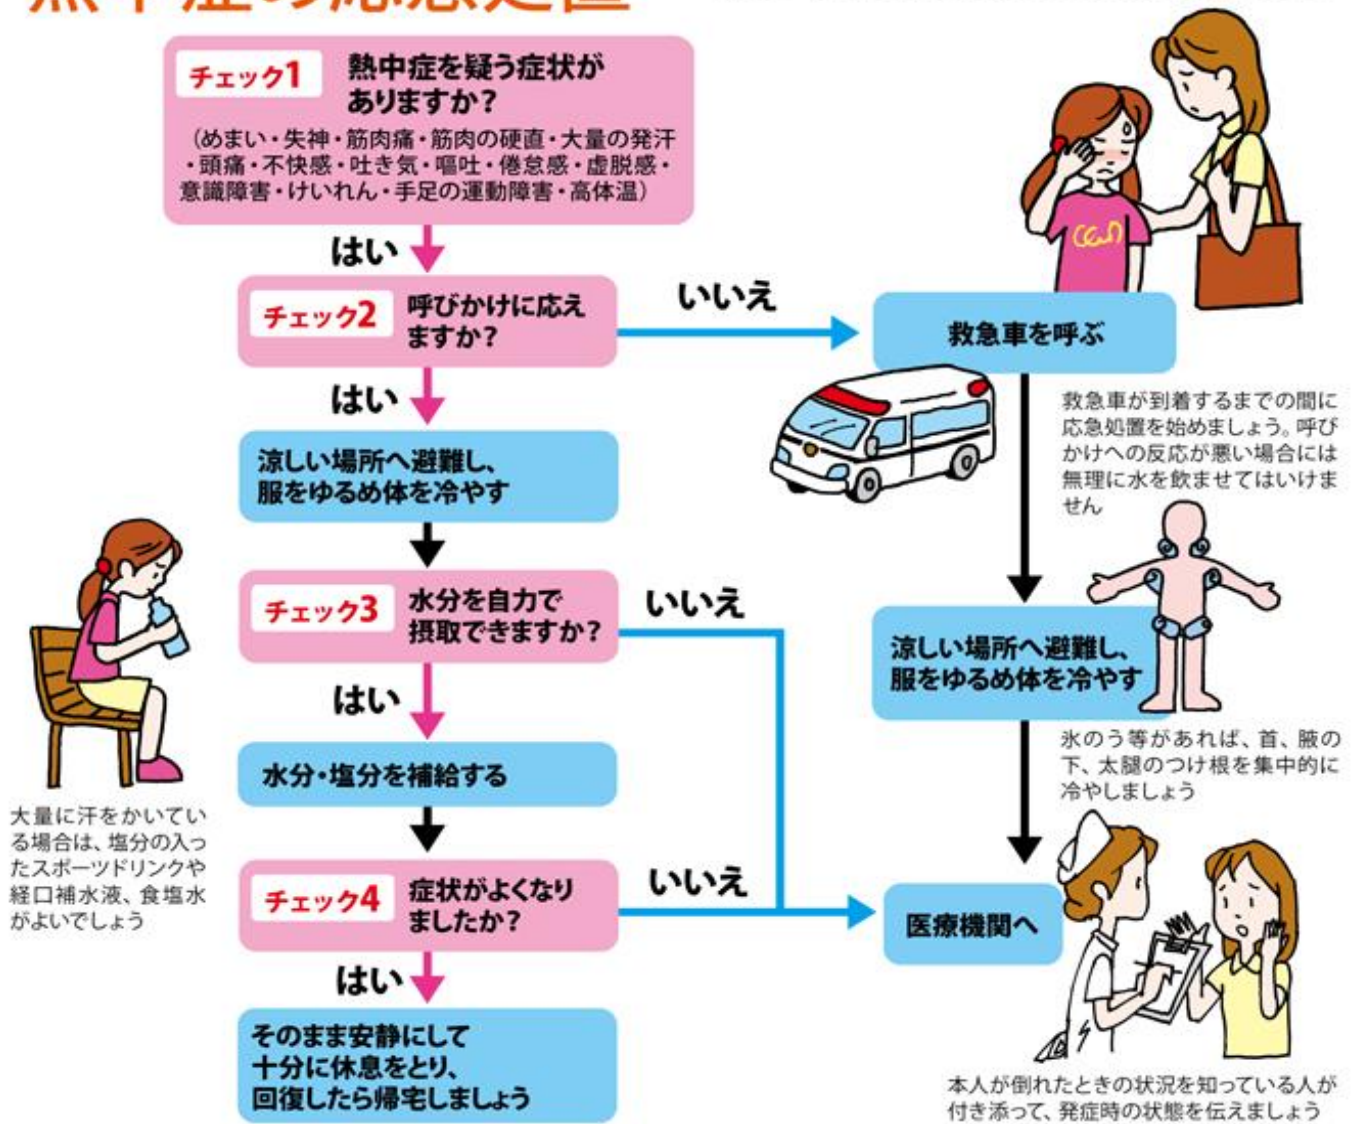 熱中症の応急処置
チェック1
熱中症を疑う症状が
ありますか?
(めまい・失神・筋肉痛・筋肉の硬直・大量の発汗
・頭痛・不快感・吐き気・嘔吐・倦怠感・虚脱感・
意識障害・けいれん・手足の運動障害・高体温)
はい
チェック2
呼びかけに応え
ますか?
いいえ
救急車を呼ぶ
救急車が到着するまでの間に
応急処置を始めましょう。呼び
かけへの反応が悪い場合には
無理に水を飲ませてはいけま
せん
はい
涼しい場所へ避難し、
服をゆるめ体を冷やす
チェック3
水分を自力で
摂取できますか?
いいえ
涼しい場所へ避難し、
服をゆるめ体を冷やす
氷のう等があれば、首、腋の
下、太腿のつけ根を集中的に
冷やしましょう
はい
水分・塩分を補給する
大量に汗をかいてい
る場合は、塩分の入っ
たスポーツドリンクや
経口補水液、食塩水
がよいでしょう
チェック4
症状がよくなり
ましたか?
いいえ
医療機関へ
はい
そのまま安静にして
十分に休息をとり、
回復したら帰宅しましょう
本人が倒れたときの状況を知っている人が
付き添って、発症時の状態を伝えましょう